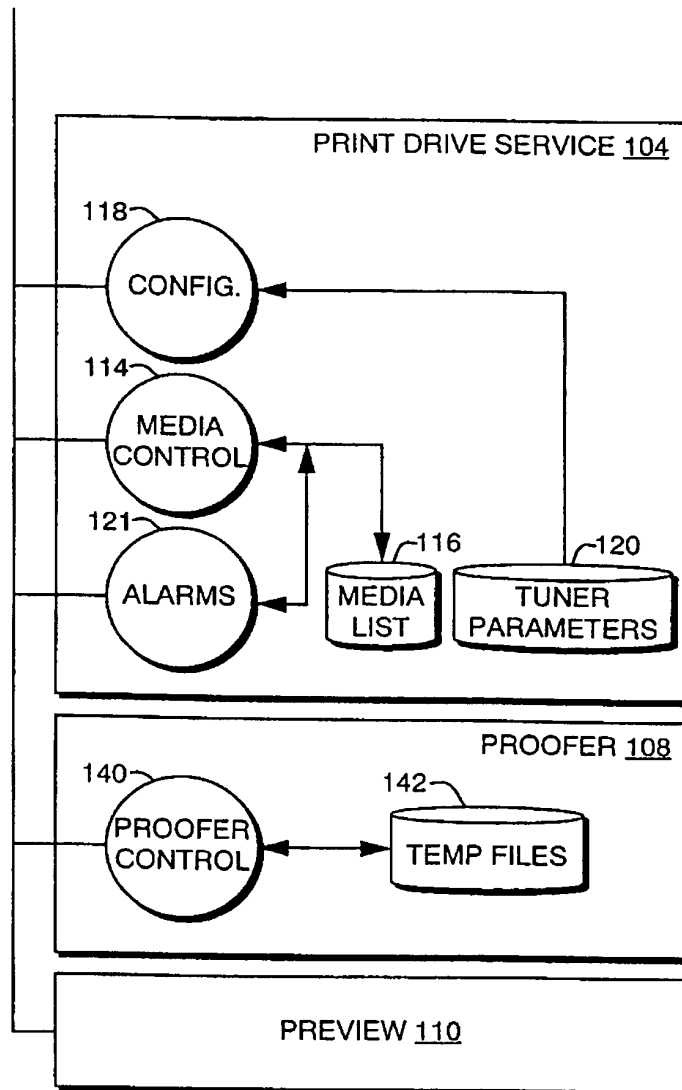 PRINT DRIVE SERVICE 104
118
CONFIG.
114
MEDIA
CONTROL
121
ALARMS
116
MEDIA
LIST
120
TUNER
PARAMETERS
PROOFER 108
140
PROOFER
CONTROL
142
TEMP FILES
PREVIEW 110